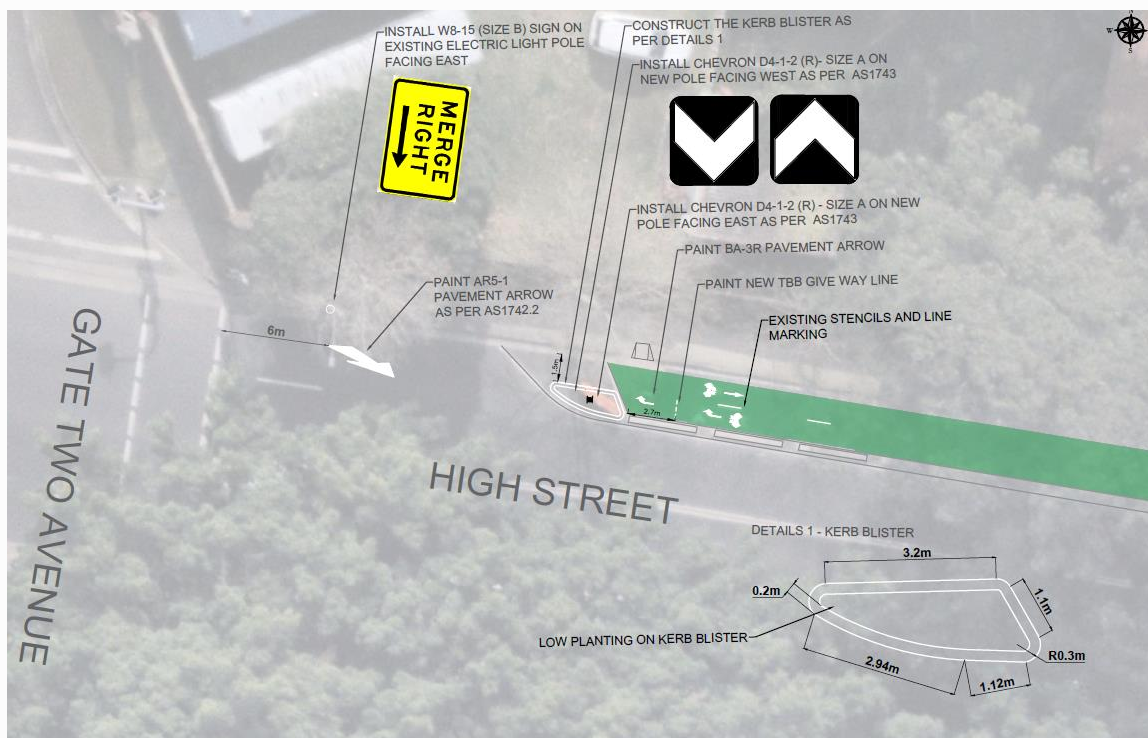 INSTALL W8-15 (SIZE B) SIGN ON
EXISTING ELECTRIC LIGHT POLE
FACING EAST
MERGE
RIGHT
CONSTRUCT THE KERB BLISTER AS
PER DETAILS 1
INSTALL CHEVRON D4-1-2 (R)- SIZE A ON
NEW POLE FACING WEST AS PER AS1743
INSTALL CHEVRON D4-1-2 (R) - SIZE A ON NEW
POLE FACING EAST AS PER AS1743
PAINT BA-3R PAVEMENT ARROW
PAINT NEW TBB GIVE WAY LINE
EXISTING STENCILS AND LINE
MARKING
PAINT AR5-1
PAVEMENT ARROW
AS PER AS1742.2
6m
1.5m
2.7m
GATE TWO AVENUE
HIGH STREET
DETAILS 1 - KERB BLISTER
3.2m
0.2m
1.1m
LOW PLANTING ON KERB BLISTER
R0.3m
2.94m
1.12m
W
S